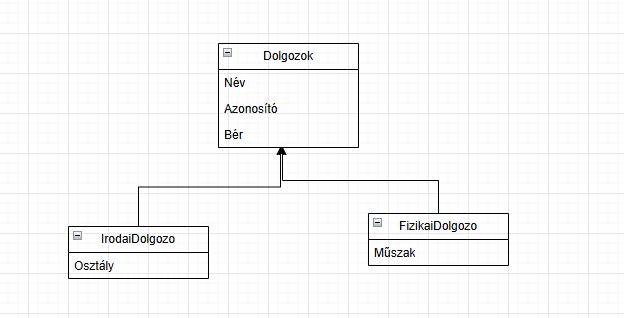 Dolgozok
Név
Azonosító
Bér
IrodaiDolgozo
Osztály
FizikaiDolgozo
Műszak